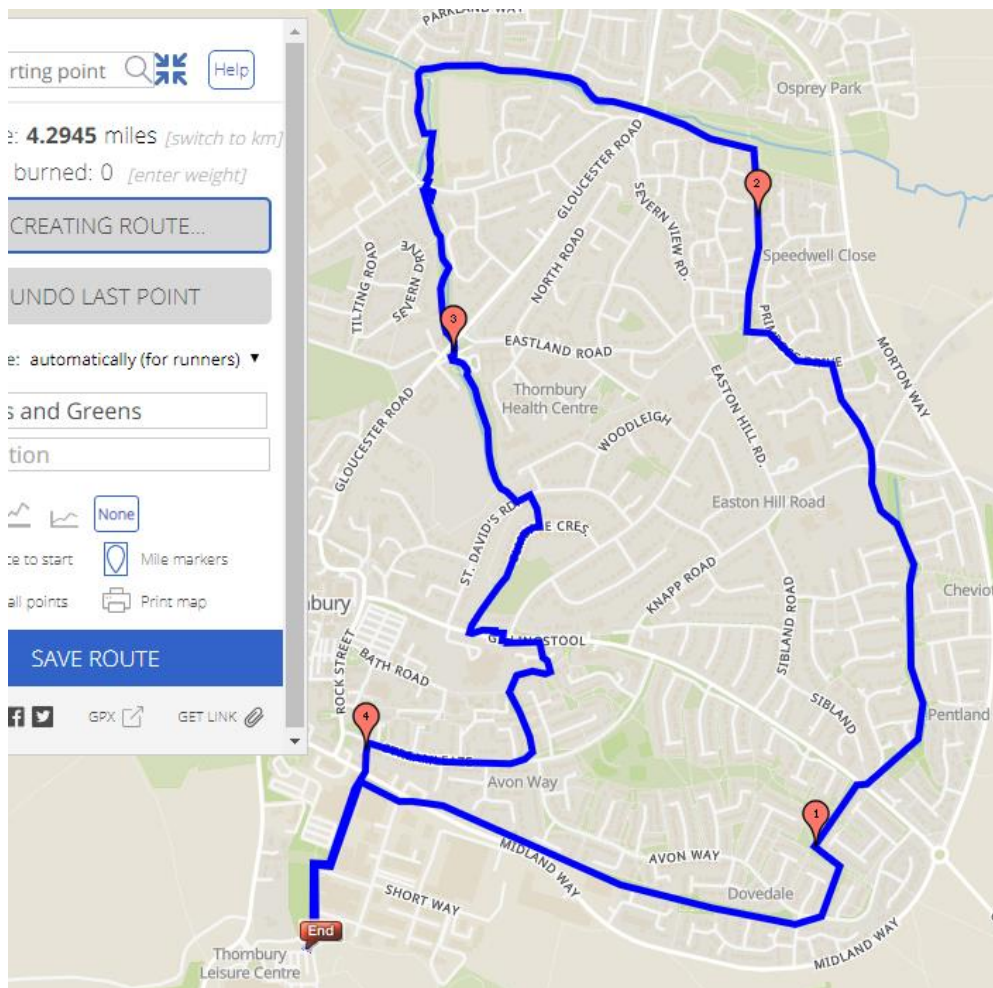 PARKLAND WAY
rting point
Help
Osprey Park
e: 4.2945 miles [switch to km]
burned: 0 [enter weight]
CREATING ROUTE...
GLOUCESTER ROAD
2
SEVERN VIEW RD.
UNDO LAST POINT
TILTING ROAD
SEVERN DRIVE
NORTH ROAD
Speedwell Close
3
PRIMROSE DRIVE
e: automatically (for runners)
EASTLAND ROAD
MORTON WAY
s and Greens
Thornbury
Health Centre
EASTON HILL RD.
tion
GLOUCESTER ROAD
WOODLEIGH
None
Easton Hill Road
te to start
Mile markers
ST. DAVID'S RD
E CRES.
all points
Print map
bury
KNAPP ROAD
Cheviot
SAVE ROUTE
GILLINGSTOOL
SIBLAND ROAD
ROCK STREET
BATH ROAD
GPX
GET LINK
4
SIBLAND
Pentland
STREAMLEAZE
Avon Way
1
MIDLAND WAY
AVON WAY
Dovedale
SHORT WAY
End
MIDLAND WAY
Thornbury
Leisure Centre